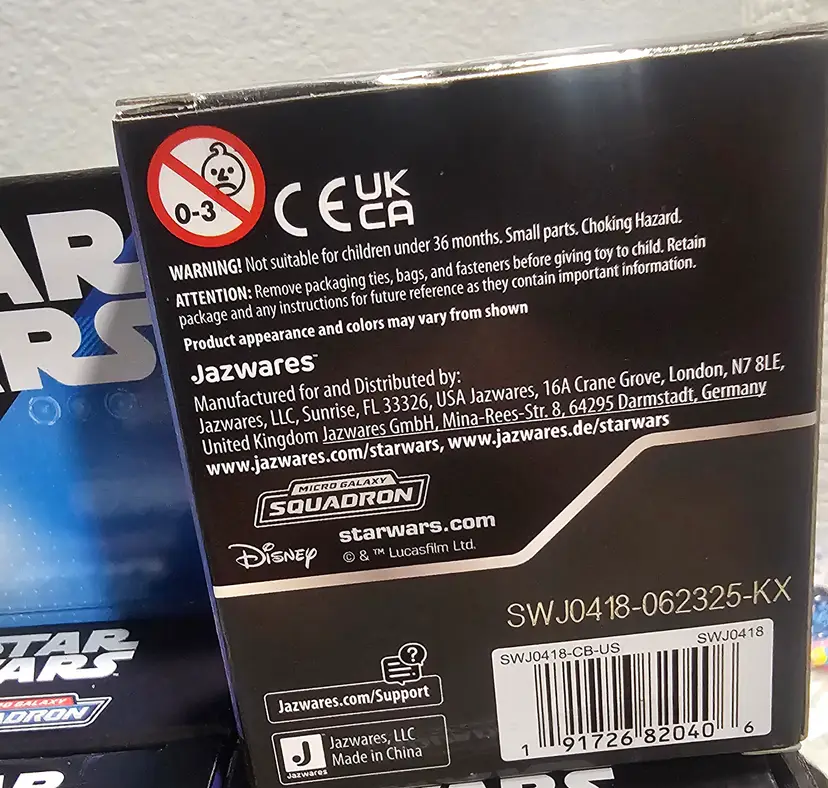 0-3
CE UK
CA
WARNING! Not suitable for children under 36 months. Small parts. Choking Hazard.
ATTENTION: Remove packaging ties, bags, and fasteners before giving toy to child. Retain
package and any instructions for future reference as they contain important information.
Product appearance and colors may vary from shown
Jazwares™
Manufactured for and Distributed by:
Jazwares, LLC, Sunrise, FL 33326, USA Jazwares, 16A Crane Grove, London, N7 8LE,
United Kingdom Jazwares GmbH, Mina-Rees-Str. 8, 64295 Darmstadt, Germany
www.jazwares.com/starwars, www.jazwares.de/starwars
MICRO GALAXY
SQUADRON
starwars.com
Disney © & ™ Lucasfilm Ltd.
SWJ0418-062325-KX
SWJ0418-CB-US SWJ0418
1 91726 82040 6
?
Jazwares.com/Support
J
Jazwares
Jazwares, LLC
Made in China
AR
RS
STAR
WARS
GALAXY
ADRON
AR
RS